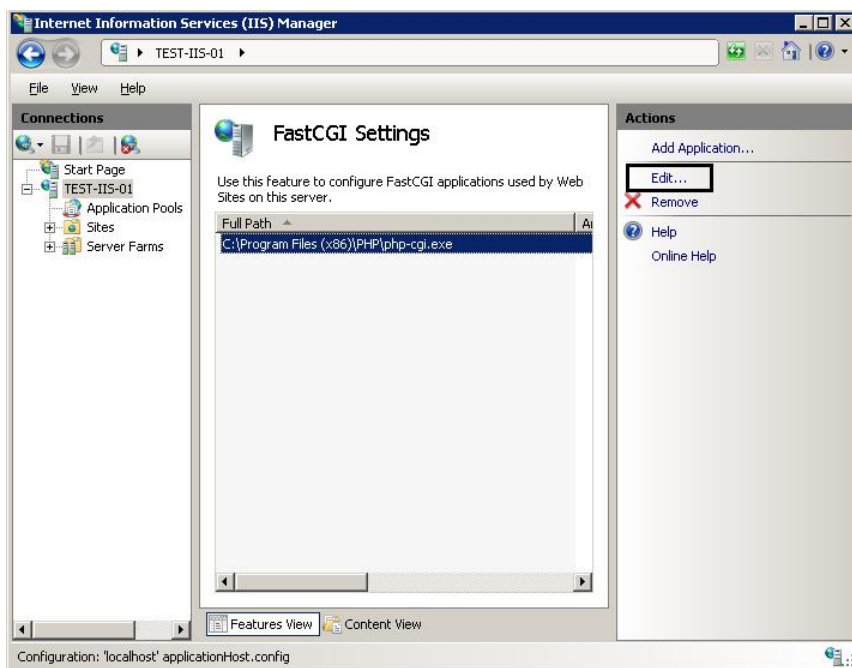 Internet Information Services (IIS) Manager
TEST-IIS-01
File View Help
Connections
Start Page
TEST-IIS-01
Application Pools
Sites
Server Farms
FastCGI Settings
Use this feature to configure FastCGI applications used by Web
Sites on this server.
Full Path
C:\Program Files (x86)\PHP\php-cgi.exe
Features View Content View
Actions
Add Application...
Edit...
Remove
Help
Online Help
Configuration: 'localhost' applicationHost.config